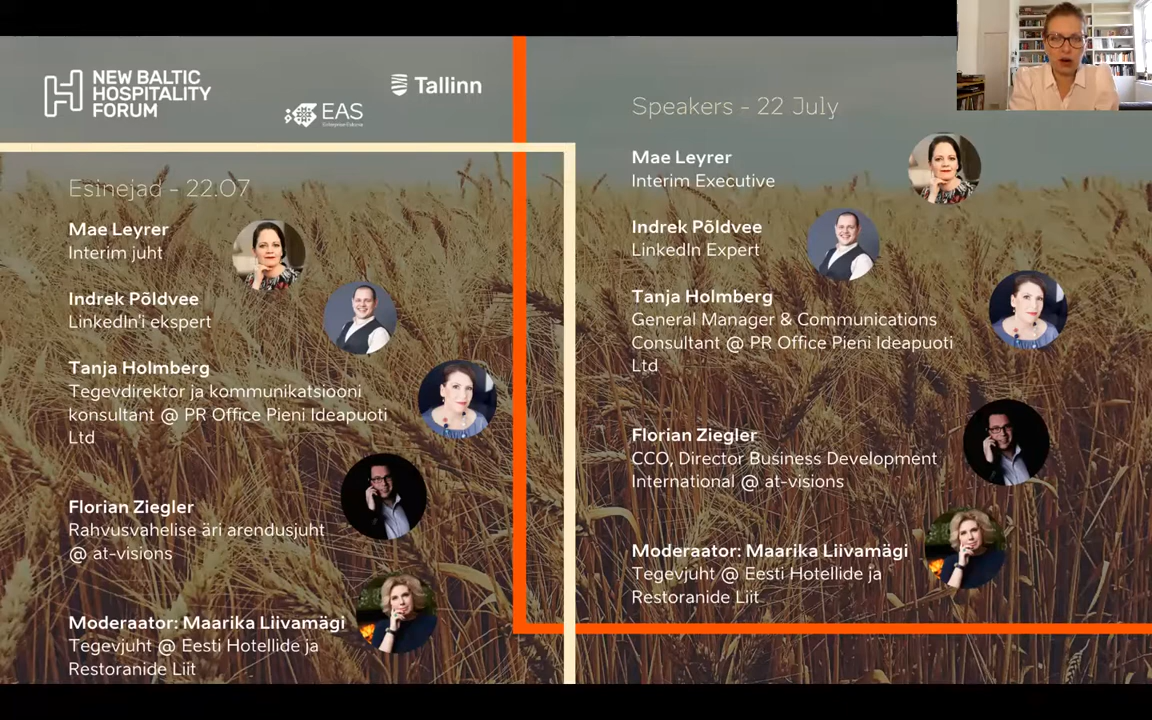 NEW BALTIC
HOSPITALITY
FORUM
EAS
Tallinn
Esinejad - 22.07
Mae Leyrer
Interim juht
Indrek Põldvee
LinkedIn'i ekspert
Tanja Holmberg
Tegevdirektor ja kommunikatsiooni
konsultant @ PR Office Pieni Ideapuoti
Ltd
Florian Ziegler
Rahvusvahelise äri arendusjuht
@ at-visions
Moderaator: Maarika Liivamägi
Tegevjuht @ Eesti Hotellide ja
Restoranide Liit
Speakers - 22 July
Mae Leyrer
Interim Executive
Indrek Põldvee
LinkedIn Expert
Tanja Holmberg
General Manager & Communications
Consultant @ PR Office Pieni Ideapuoti
Ltd
Florian Ziegler
CCO, Director Business Development
International @ at-visions
Moderaator: Maarika Liivamägi
Tegevjuht @ Eesti Hotellide ja
Restoranide Liit